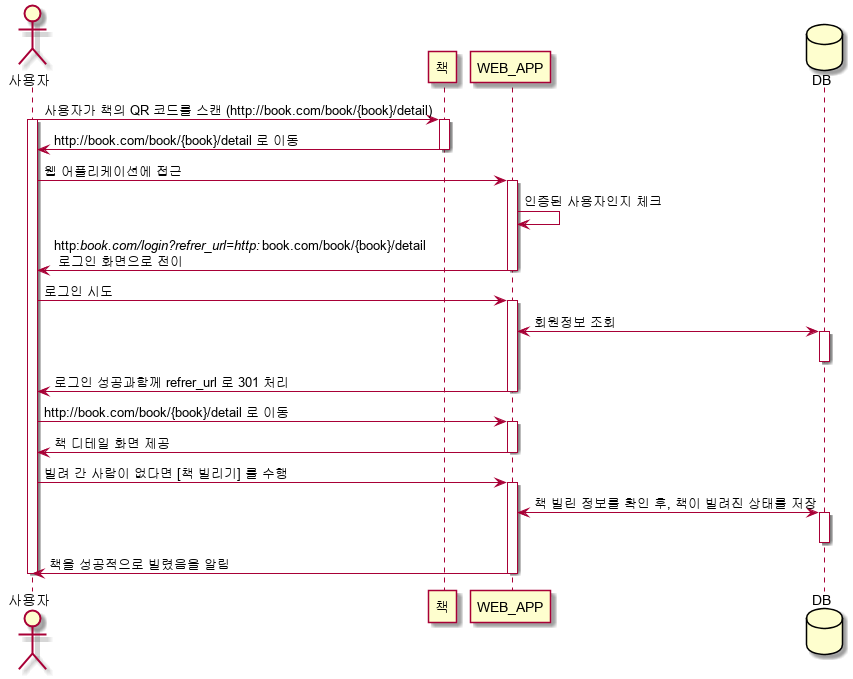 사용자
책
WEB_APP
DB
사용자가 책의 QR 코드를 스캔 (http://book.com/book/{book}/detail)
http://book.com/book/{book}/detail 로 이동
웹 어플리케이션에 접근
인증된 사용자인지 체크
http:book.com/login?refrer_url=http: book.com/book/{book}/detail
로그인 화면으로 전이
로그인 시도
회원정보 조회
로그인 성공과함께 refrer_url 로 301 처리
http://book.com/book/{book}/detail 로 이동
책 디테일 화면 제공
빌려 간 사람이 없다면 [책 빌리기] 를 수행
책 빌린 정보를 확인 후, 책이 빌려진 상태를 저장
책을 성공적으로 빌렸음을 알림
사용자
책
WEB_APP
DB